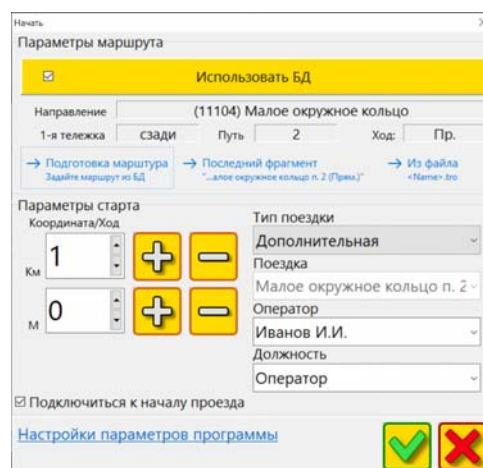 Начать
Параметры маршрута
Использовать БД
Направление (11104) Малое окружное кольцо
1-я тележка сзади Путь 2 Ход: Пр.
→ Подготовка марштура → Последний фрагмент → Из файла
Задайте маршрут из БД "...алое окружное кольцо п. 2 (Прям.)" <Name>.tro
Параметры старта
Координата/Ход
Тип поездки
Дополнительная
Км 1
Поездка
Малое окружное кольцо п. 2
М 0
Оператор
Иванов И.И.
Должность
Оператор
Подключиться к началу проезда
Настройки параметров программы